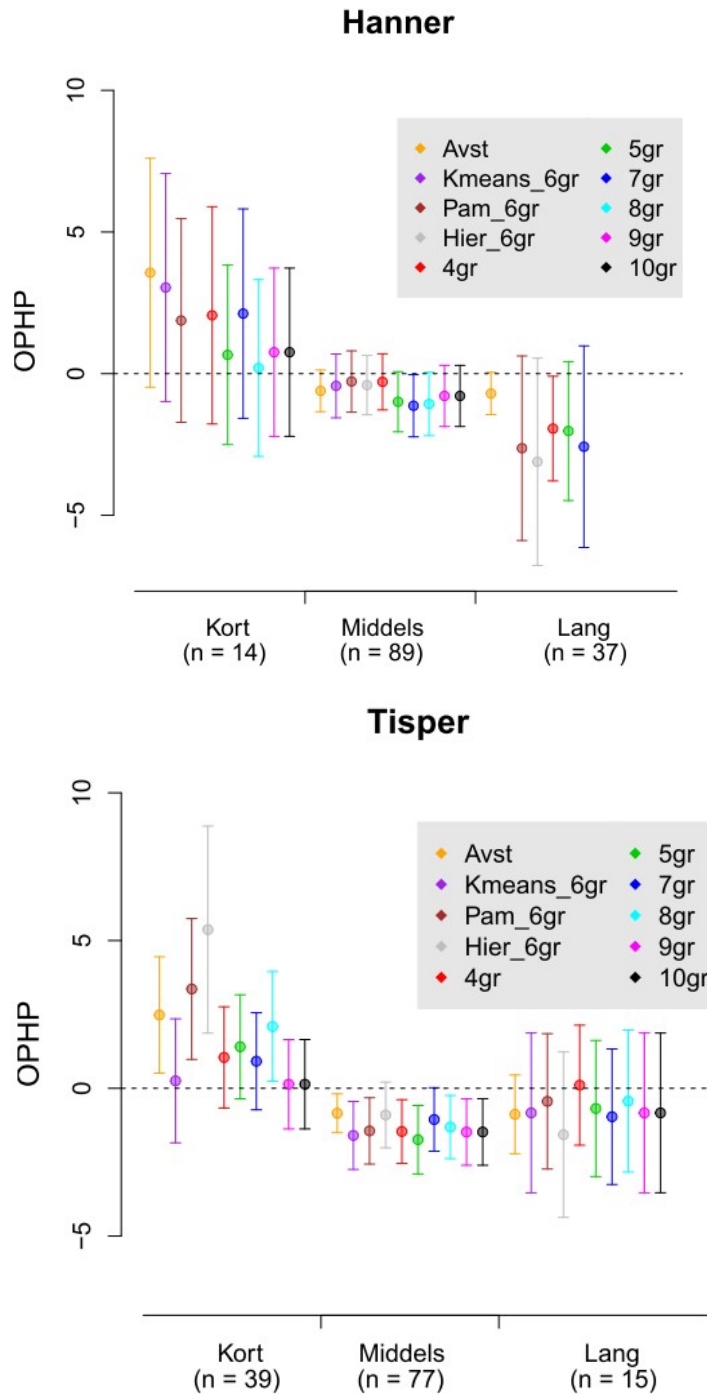 Hanner
10
5
0
−5
OPHP
Avst
Kmeans_6gr
Pam_6gr
Hier_6gr
4gr
5gr
7gr
8gr
9gr
10gr
Kort
(n = 14)
Middels
(n = 89)
Lang
(n = 37)
Tisper
10
5
0
−5
OPHP
Avst
Kmeans_6gr
Pam_6gr
Hier_6gr
4gr
5gr
7gr
8gr
9gr
10gr
Kort
(n = 39)
Middels
(n = 77)
Lang
(n = 15)